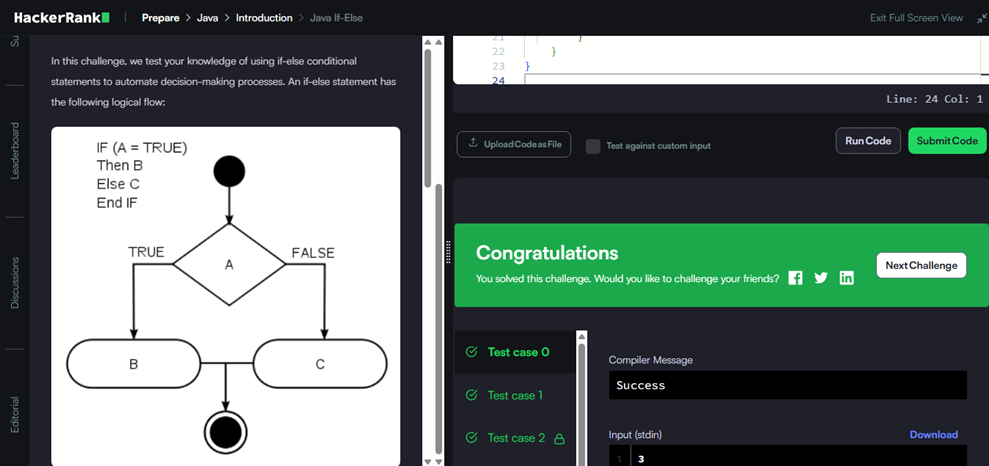 HackerRank | Prepare > Java > Introduction > Java If-Else Exit Full Screen View
Su
Leaderboard
Discussions
Editorial
In this challenge, we test your knowledge of using if-else conditional
statements to automate decision-making processes. An if-else statement has
the following logical flow:
IF (A = TRUE)
Then B
Else C
End IF
TRUE
FALSE
A
B
C
21 }
22 }
23 }
24
Line: 24 Col: 1
Upload Code as File
Test against custom input
Run Code
Submit Code
Congratulations
You solved this challenge. Would you like to challenge your friends?
Next Challenge
Test case 0
Test case 1
Test case 2
Compiler Message
Success
Input (stdin)
Download
1 3